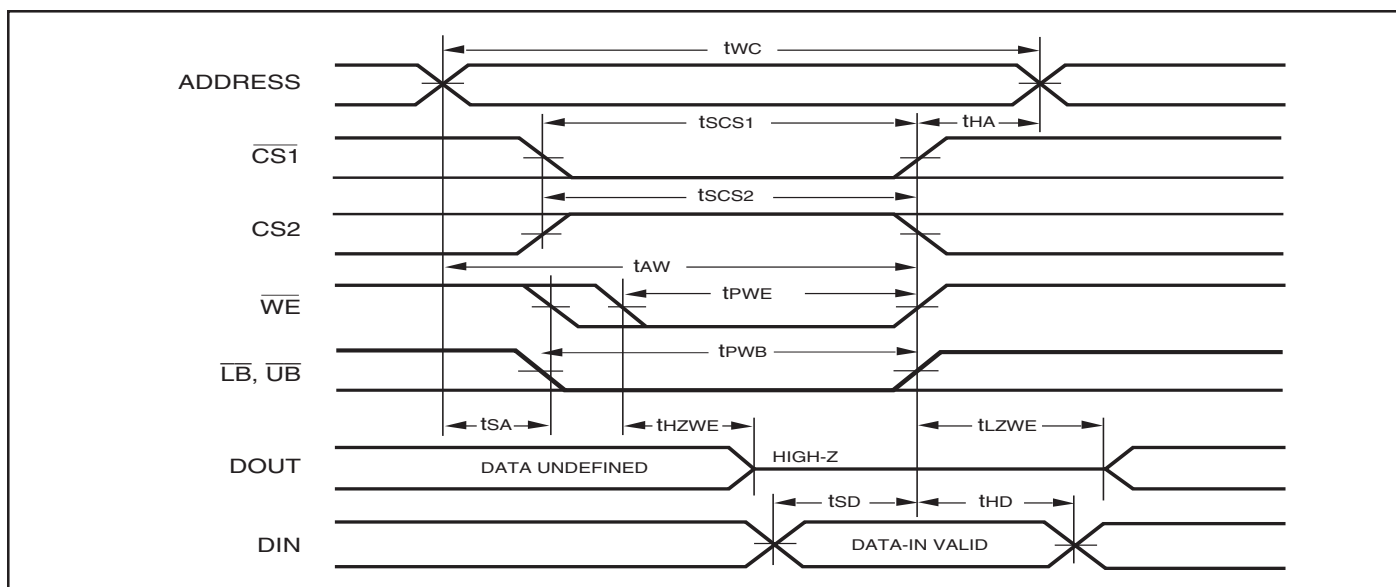 tWC
ADDRESS
tSCS1
tHA
CS1
tSCS2
CS2
tAW
WE
tPWE
LB, UB
tPWB
tSA
tHZWE
tLZWE
DOUT
DATA UNDEFINED
HIGH-Z
tSD
tHD
DIN
DATA-IN VALID